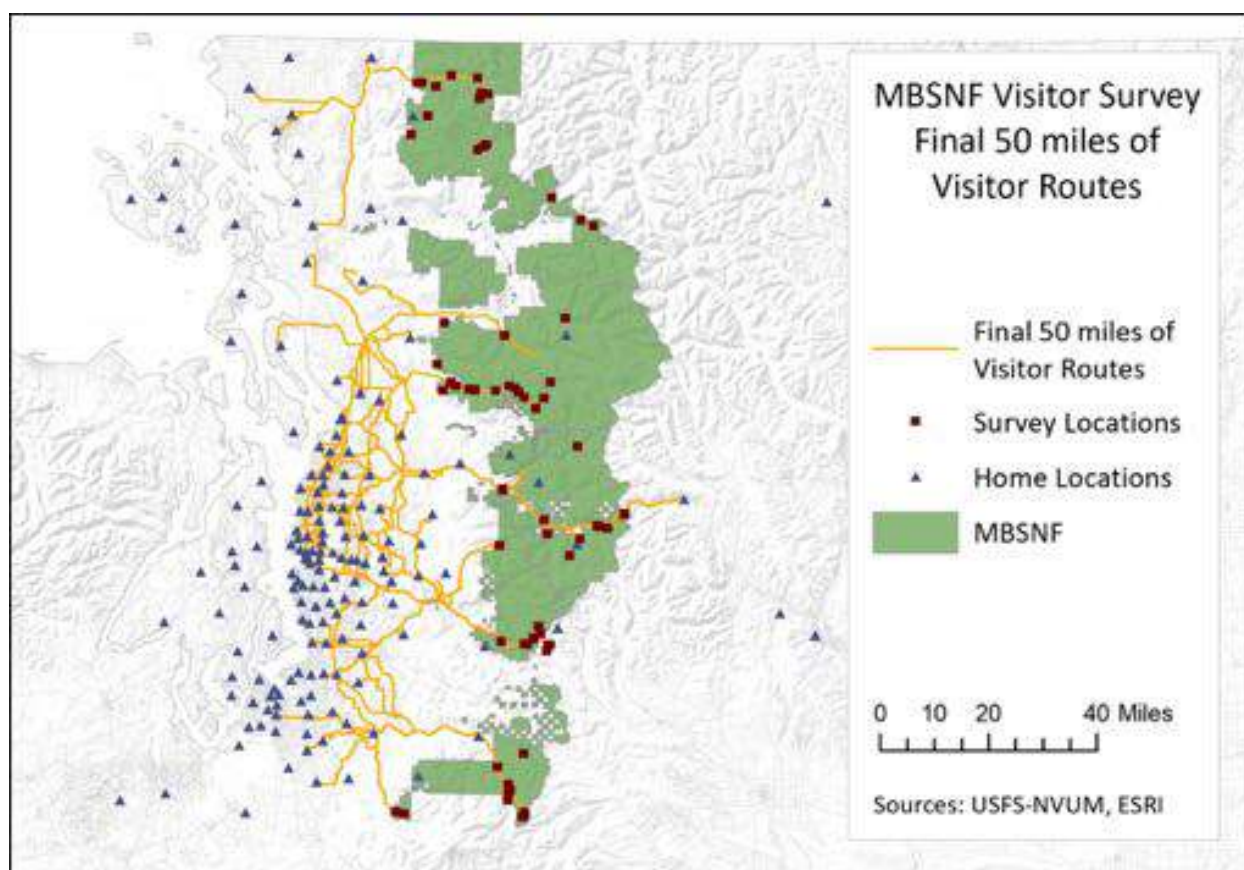 MBSNF Visitor Survey
Final 50 miles of
Visitor Routes
Final 50 miles of
Visitor Routes
Survey Locations
Home Locations
MBSNF
0 10 20 40 Miles
Sources: USFS-NVUM, ESRI